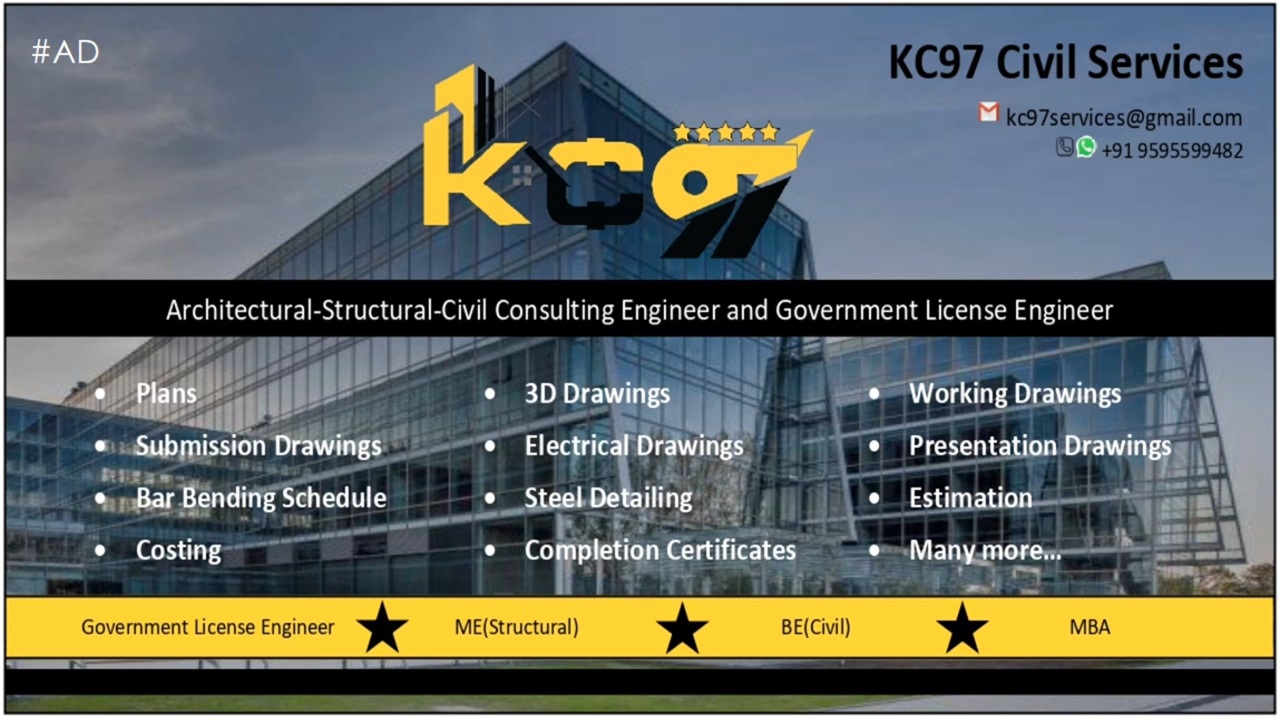 #AD
KC97 Civil Services
kc97services@gmail.com
+91 9595599482
kc97
Architectural-Structural-Civil Consulting Engineer and Government License Engineer
Plans
Submission Drawings
Bar Bending Schedule
Costing
3D Drawings
Electrical Drawings
Steel Detailing
Completion Certificates
Working Drawings
Presentation Drawings
Estimation
Many more...
Government License Engineer ★ ME(Structural) ★ BE(Civil) ★ MBA